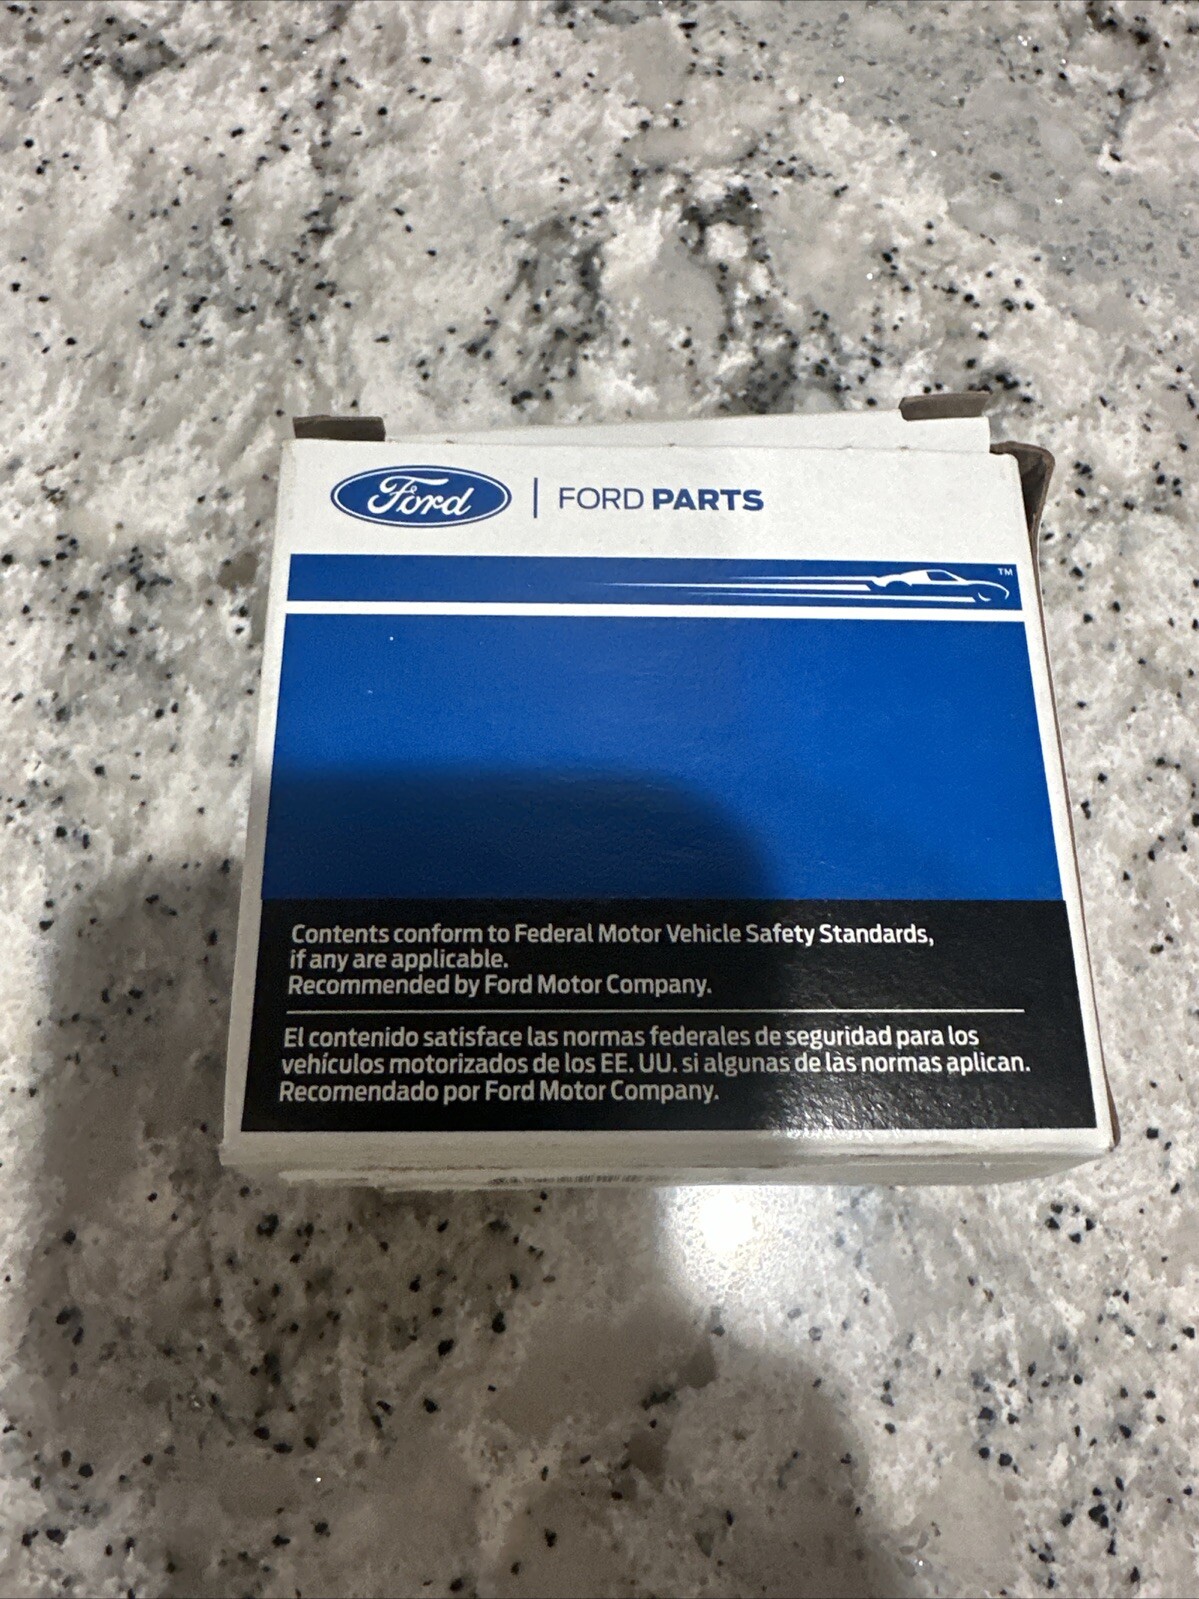 Ford | FORD PARTS
TM
Contents conform to Federal Motor Vehicle Safety Standards,
if any are applicable.
Recommended by Ford Motor Company.
El contenido satisface las normas federales de seguridad para los
vehículos motorizados de los EE. UU. si algunas de las normas aplican.
Recomendado por Ford Motor Company.